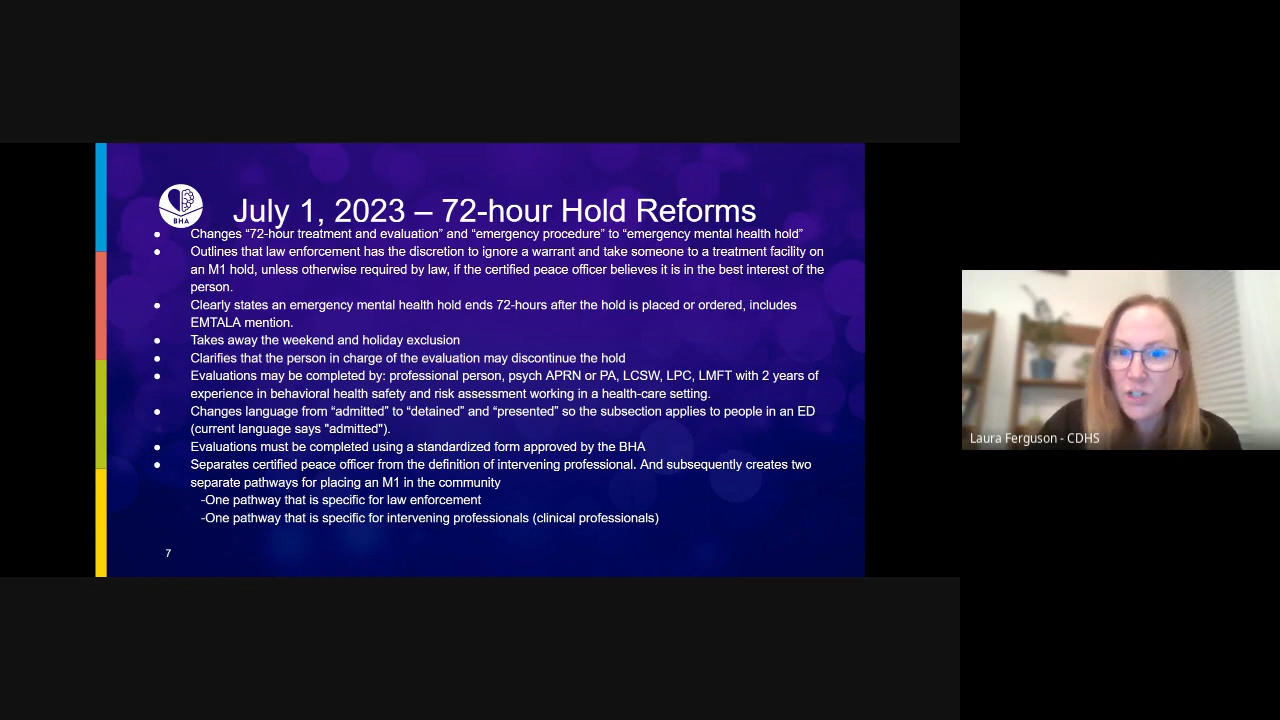 BHA
July 1, 2023 – 72-hour Hold Reforms
● Changes “72-hour treatment and evaluation” and “emergency procedure” to “emergency mental health hold”
● Outlines that law enforcement has the discretion to ignore a warrant and take someone to a treatment facility on
an M1 hold, unless otherwise required by law, if the certified peace officer believes it is in the best interest of the
person.
● Clearly states an emergency mental health hold ends 72-hours after the hold is placed or ordered, includes
EMTALA mention.
● Takes away the weekend and holiday exclusion
● Clarifies that the person in charge of the evaluation may discontinue the hold
● Evaluations may be completed by: professional person, psych APRN or PA, LCSW, LPC, LMFT with 2 years of
experience in behavioral health safety and risk assessment working in a health-care setting.
● Changes language from “admitted” to “detained” and “presented” so the subsection applies to people in an ED
(current language says "admitted").
● Evaluations must be completed using a standardized form approved by the BHA
● Separates certified peace officer from the definition of intervening professional. And subsequently creates two
separate pathways for placing an M1 in the community
-One pathway that is specific for law enforcement
-One pathway that is specific for intervening professionals (clinical professionals)
7
Laura Ferguson - CDHS